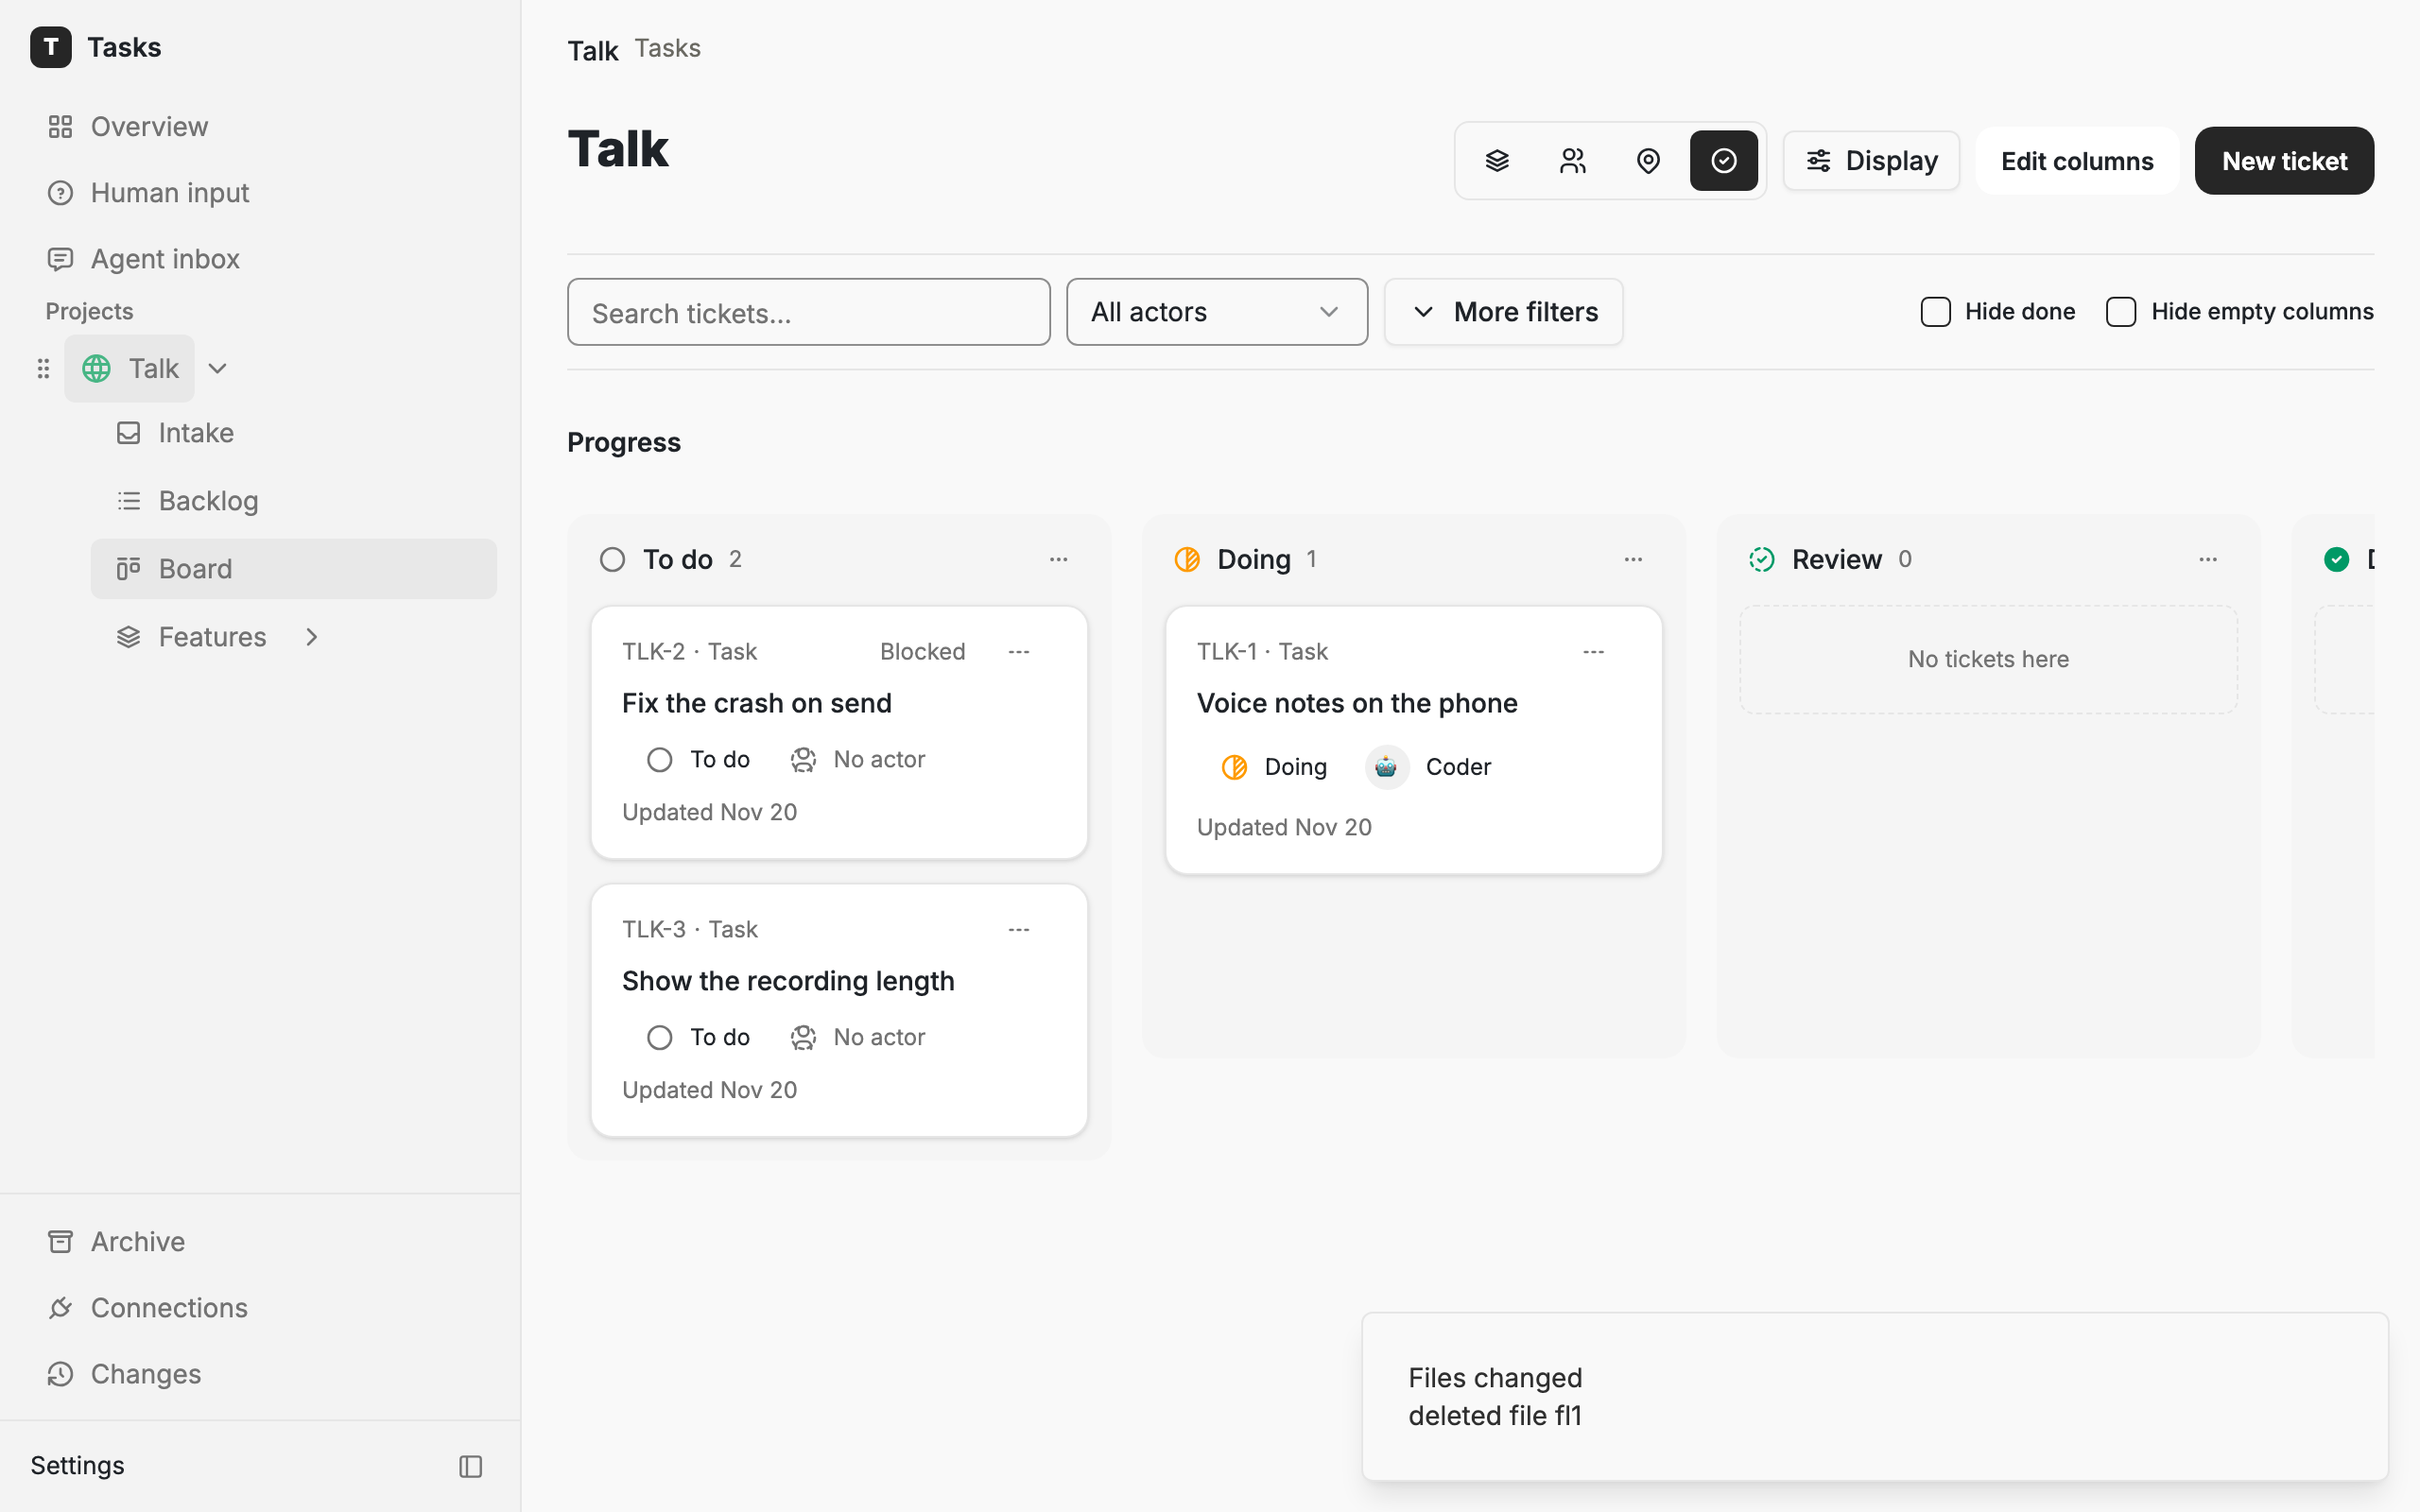 T Tasks
Overview
Human input
Agent inbox
Projects
Talk
Intake
Backlog
Board
Features
Archive
Connections
Changes
Settings
Talk Tasks
Talk
Display
Edit columns
New ticket
Search tickets...
All actors
More filters
Hide done
Hide empty columns
Progress
To do 2
TLK-2 · Task Blocked
Fix the crash on send
To do No actor
Updated Nov 20
TLK-3 · Task
Show the recording length
To do No actor
Updated Nov 20
Doing 1
TLK-1 · Task
Voice notes on the phone
Doing Coder
Updated Nov 20
Review 0
No tickets here
Files changed
deleted file fl1